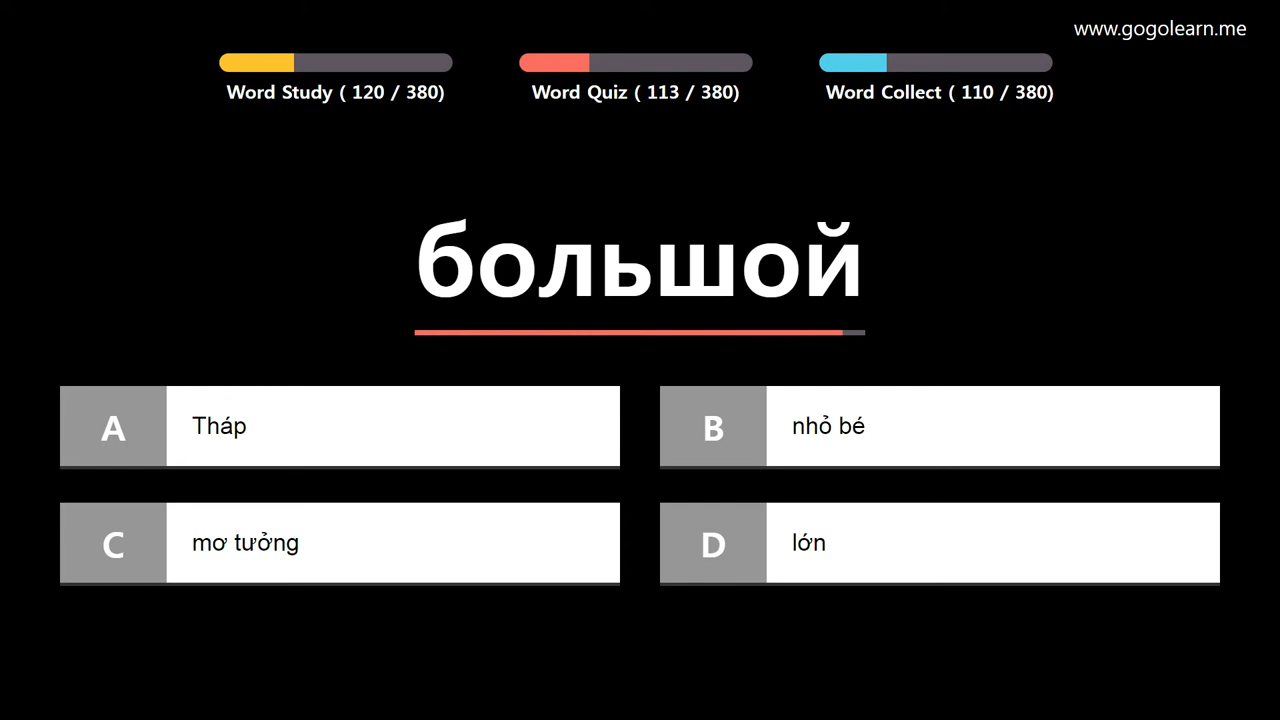 www.gogolearn.me
Word Study ( 120 / 380)
Word Quiz ( 113 / 380)
Word Collect ( 110 / 380)
большой
A Tháp
B nhỏ bé
C mơ tưởng
D lớn